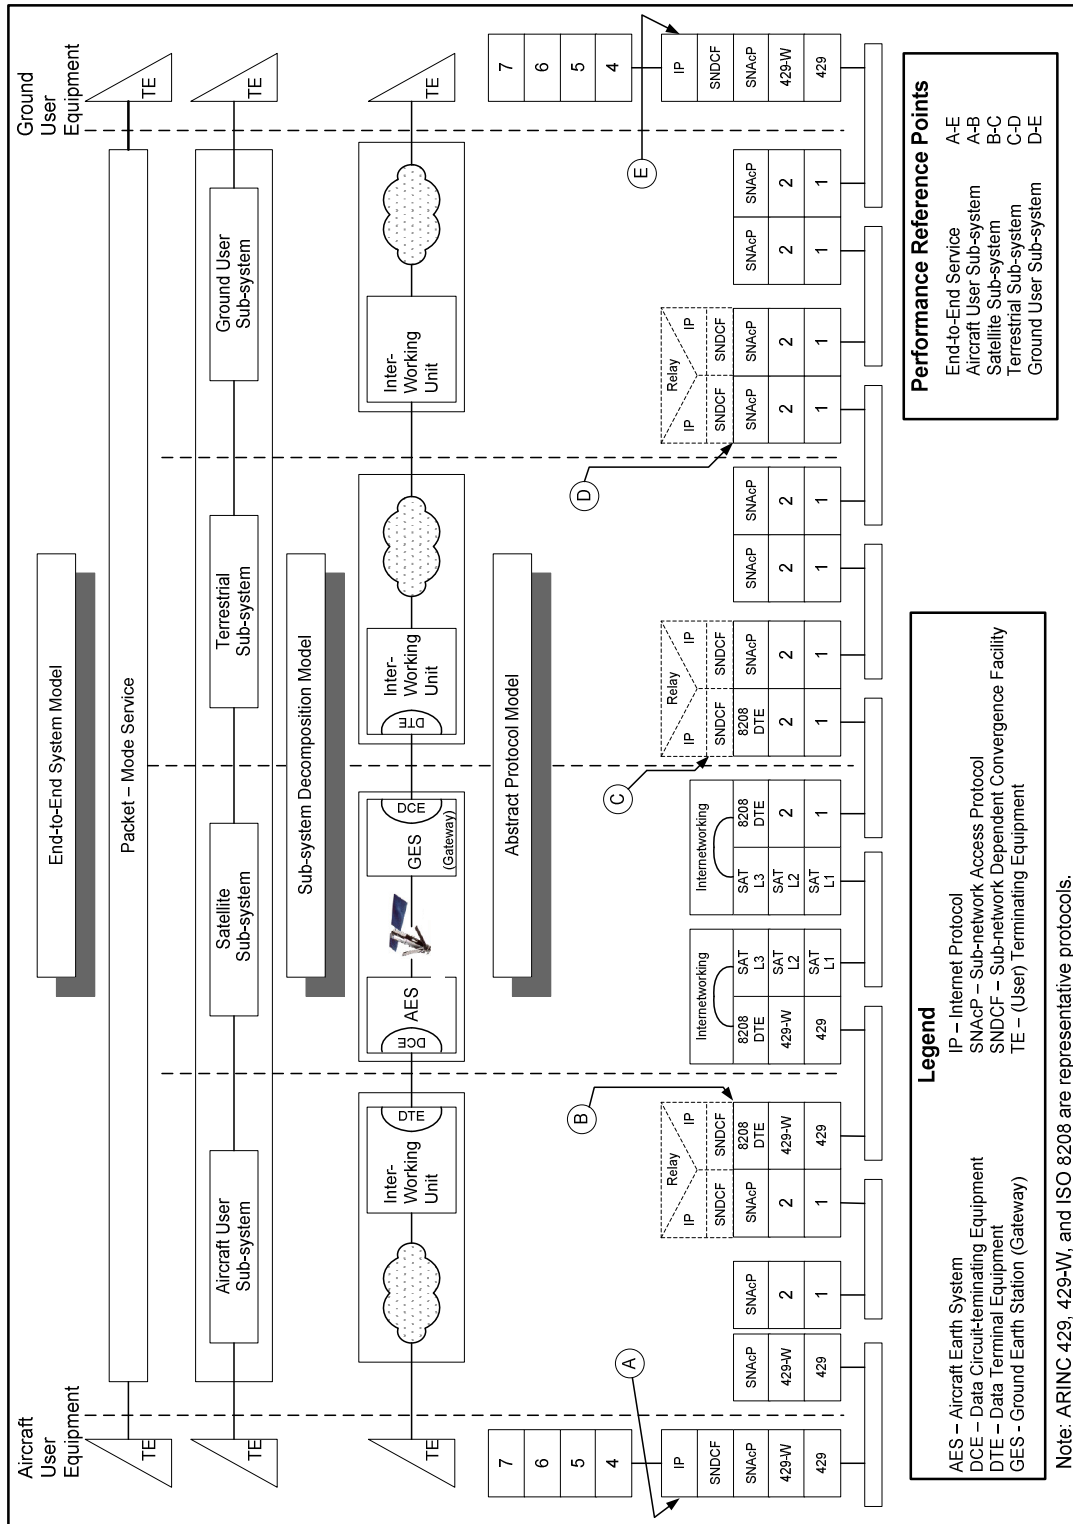 Aircraft
User
Equipment
Ground
User
Equipment
End-to-End System Model
TE
Packet – Mode Service
TE
TE
Aircraft User
Sub-system
Satellite
Sub-system
Terrestrial
Sub-system
Ground User
Sub-system
TE
Sub-system Decomposition Model
TE
Inter-
Working
Unit
DTE
DCE
AES
GES
(Gateway)
DCE
DTE
Inter-
Working
Unit
Inter-
Working
Unit
TE
Abstract Protocol Model
7
6
5
4
IP
SNDCF
SNAcP
429-W
429
A
SNAcP
429-W
429
SNAcP
2
1
Relay
IP
IP
SNDCF
SNDCF
SNAcP
8208
DTE
2
429-W
1
429
B
Internetworking
8208
DTE
SAT
L3
429-W
SAT
L2
429
SAT
L1
Internetworking
SAT
L3
8208
DTE
SAT
L2
2
SAT
L1
1
C
Relay
IP
IP
SNDCF
SNDCF
8208
DTE
SNAcP
2
2
1
1
SNAcP
SNAcP
2
2
1
1
D
Relay
IP
IP
SNDCF
SNDCF
SNAcP
SNAcP
2
2
1
1
SNAcP
SNAcP
2
2
1
1
E
7
6
5
4
IP
SNDCF
SNAcP
429-W
429
Legend
AES – Aircraft Earth System
DCE – Data Circuit-teminating Equipment
DTE – Data Terminal Equipment
GES - Ground Earth Station (Gateway)
IP – Internet Protocol
SNAcP – Sub-network Access Protocol
SNDCF – Sub-network Dependent Convergence Facility
TE – (User) Terminating Equipment
Performance Reference Points
End-to-End Service A-E
Aircraft User Sub-system A-B
Satellite Sub-system B-C
Terrestrial Sub-system C-D
Ground User Sub-system D-E
Note: ARINC 429, 429-W, and ISO 8208 are representative protocols.